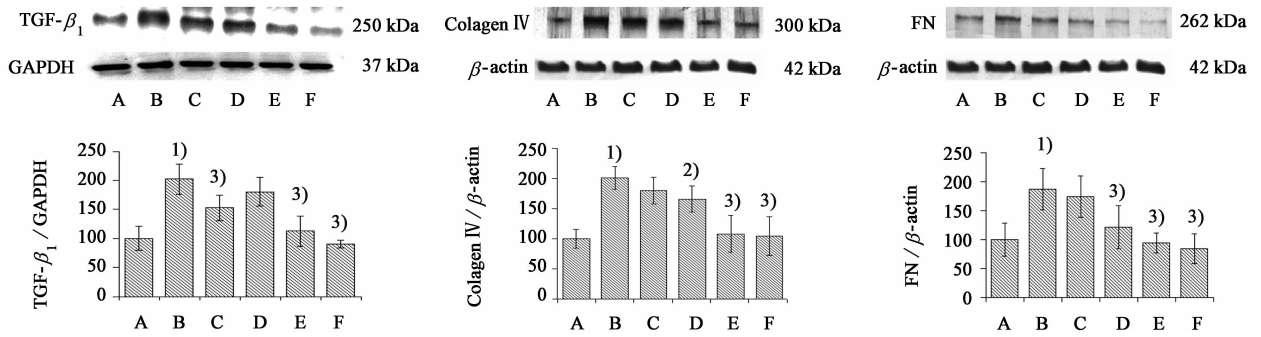 TGF-β1 250 kDa
GAPDH 37 kDa
A B C D E F
TGF-β1 / GAPDH
250
200
150
100
50
0
1) 3) 3) 3)
A B C D E F
Colagen IV 300 kDa
β-actin 42 kDa
A B C D E F
Colagen IV / β-actin
250
200
150
100
50
0
1) 2) 3) 3)
A B C D E F
FN 262 kDa
β-actin 42 kDa
A B C D E F
FN / β-actin
250
200
150
100
50
0
1) 3) 3) 3)
A B C D E F